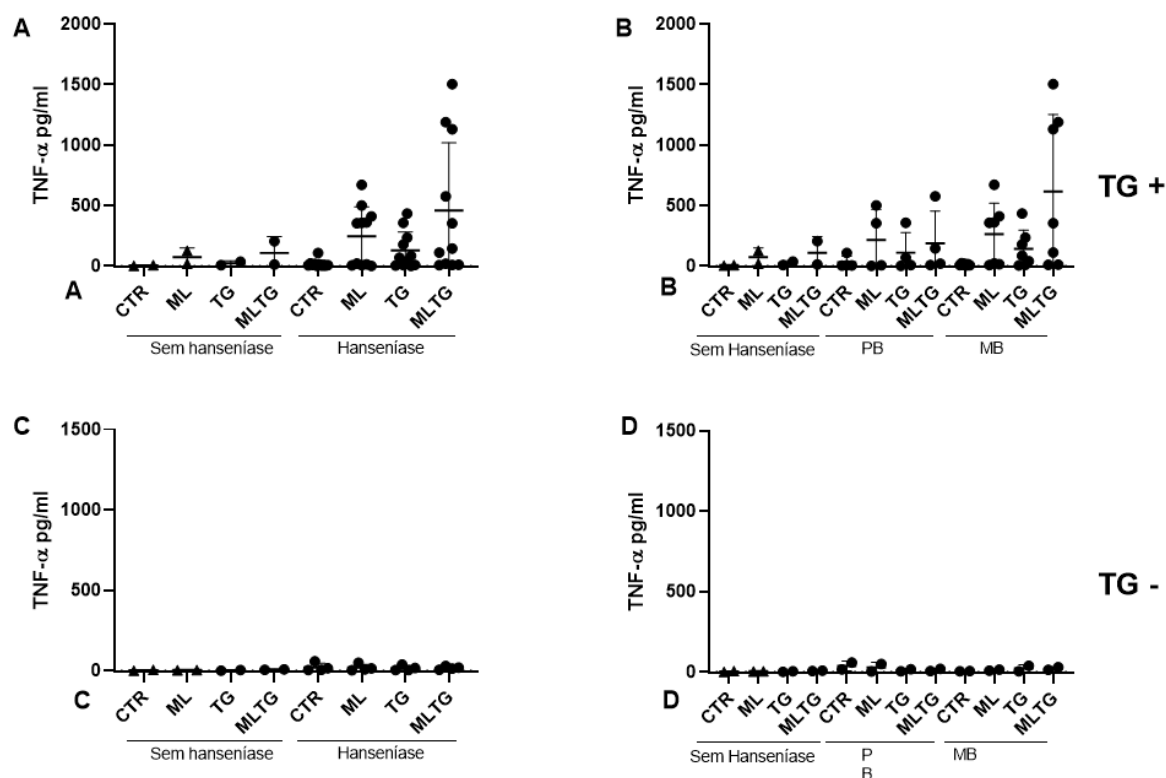 A
B
2000
1500
1000
500
0
TNF-α pg/ml
A
CTR
ML
TG
MLTG
CTR
ML
TG
MLTG
Sem hanseníase
Hanseníase
2000
1500
1000
500
0
TNF-α pg/ml
B
CTR
ML
TG
MLTG
CTR
ML
TG
MLTG
CTR
ML
TG
MLTG
Sem Hanseníase
PB
MB
TG +
C
D
1500
1000
500
0
TNF-α pg/ml
C
CTR
ML
TG
MLTG
CTR
ML
TG
MLTG
Sem hanseníase
Hanseníase
1500
1000
500
0
TNF-α pg/ml
D
CTR
ML
TG
MLTG
CTR
ML
TG
MLTG
CTR
ML
TG
MLTG
Sem Hanseníase
P
B
MB
TG -